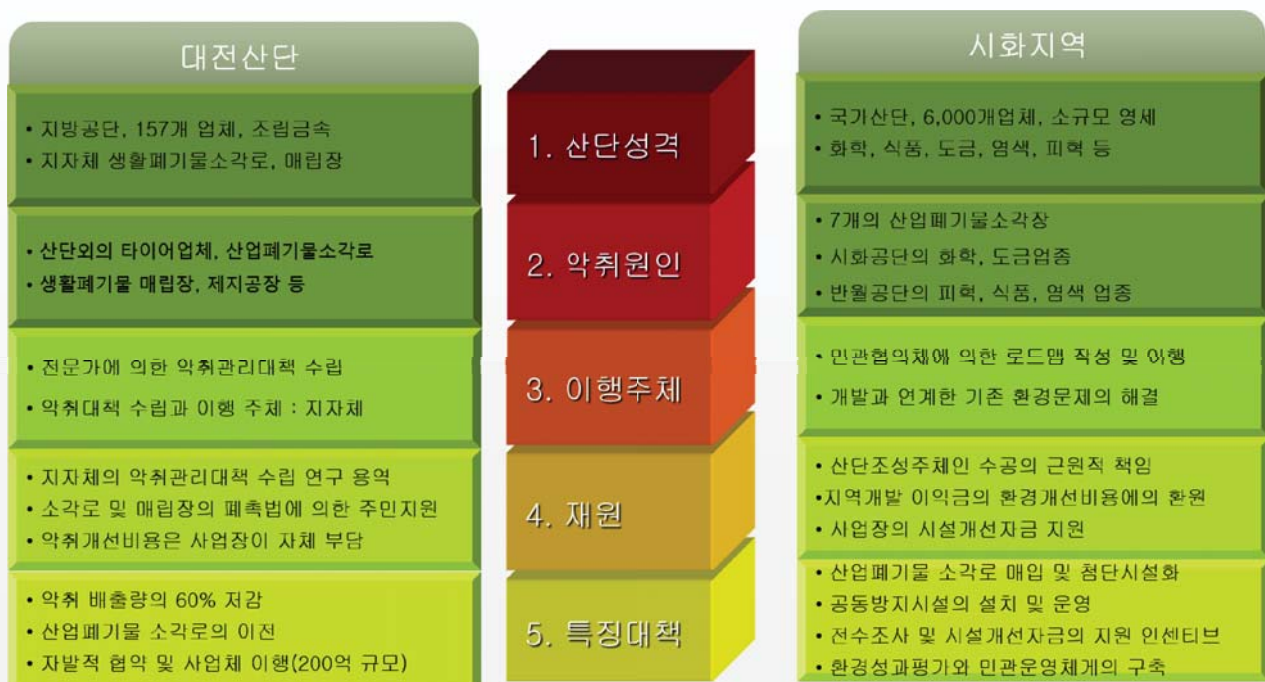 대전산단
• 지방공단, 157개 업체, 조립금속
• 지자체 생활폐기물소각로, 매립장
• 산단외의 타이어업체, 산업폐기물소각로
• 생활폐기물 매립장, 제지공장 등
• 전문가에 의한 악취관리대책 수립
• 악취대책 수립과 이행 주체 : 지자체
• 지자체의 악취관리대책 수립 연구 용역
• 소각로 및 매립장의 폐촉법에 의한 주민지원
• 악취개선비용은 사업장이 자체 부담
• 악취 배출량의 60% 저감
• 산업폐기물 소각로의 이전
• 자발적 협약 및 사업체 이행(200억 규모)
1. 산단성격
2. 악취원인
3. 이행주체
4. 재원
5. 특징대책
시화지역
• 국가산단, 6,000개업체, 소규모 영세
• 화학, 식품, 도금, 염색, 피혁 등
• 7개의 산업폐기물소각장
• 시화공단의 화학, 도금업종
• 반월공단의 피혁, 식품, 염색 업종
• 민관협의체에 의한 로드맵 작성 및 이행
• 개발과 연계한 기존 환경문제의 해결
• 산단조성주체인 수공의 근원적 책임
•지역개발 이익금의 환경개선비용에의 환원
• 사업장의 시설개선자금 지원
• 산업폐기물 소각로 매입 및 첨단시설화
• 공동방지시설의 설치 및 운영
• 전수조사 및 시설개선자금의 지원 인센티브
• 환경성과평가와 민관운영체계의 구축